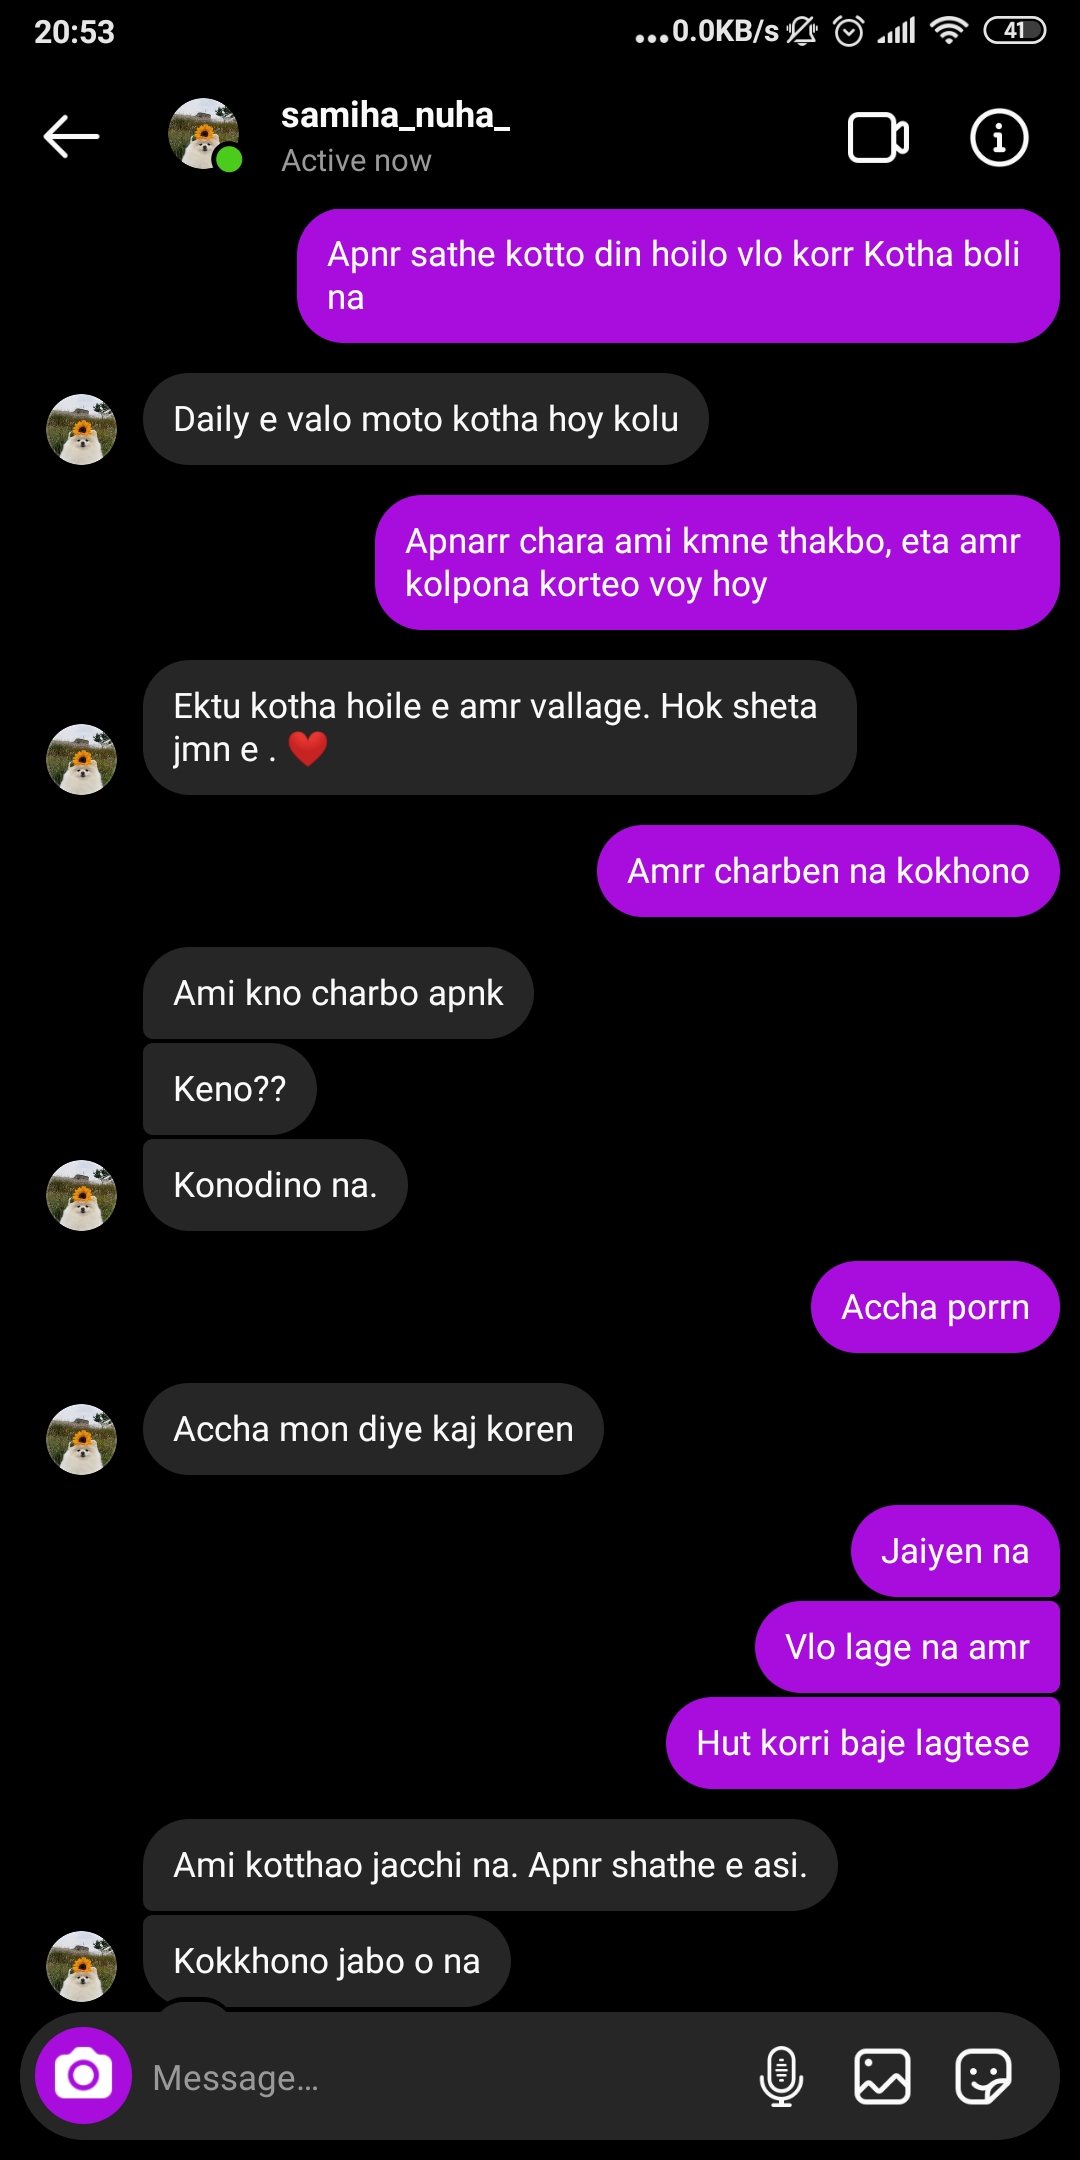 20:53
...0.0KB/s
41
samiha_nuha_
Active now
Apnr sathe kotto din hoilo vlo korr Kotha boli
na
Daily e valo moto kotha hoy kolu
Apnarr chara ami kmne thakbo, eta amr
kolpona korteo voy hoy
Ektu kotha hoile e amr vallage. Hok sheta
jmn e . ❤️
Amrr charben na kokhono
Ami kno charbo apnk
Keno??
Konodino na.
Accha porrn
Accha mon diye kaj koren
Jaiyen na
Vlo lage na amr
Hut korri baje lagtese
Ami kotthao jacchi na. Apnr shathe e asi.
Kokkhono jabo o na
Message...